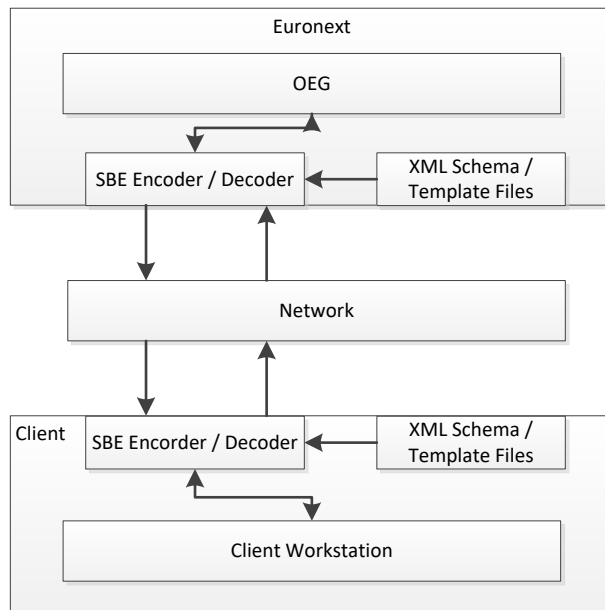 Euronext
OEG
SBE Encoder / Decoder
XML Schema /
Template Files
Network
Client
SBE Encorder / Decoder
XML Schema /
Template Files
Client Workstation